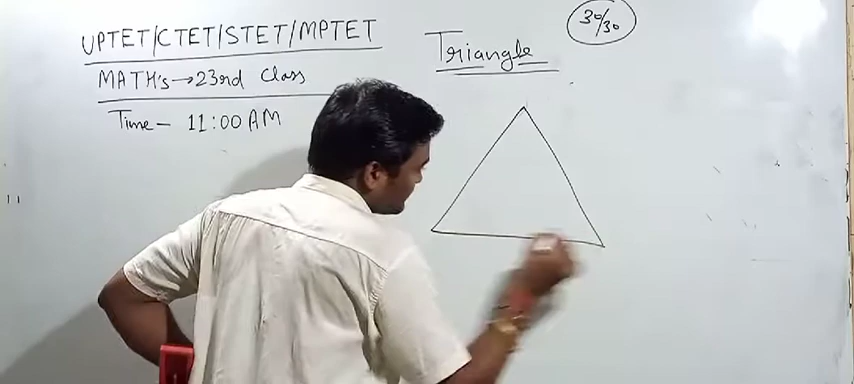 UPTET/CTET/STET/MPTET
MATH's→23rd Class
Time- 11:00 AM
Triangle
30/30